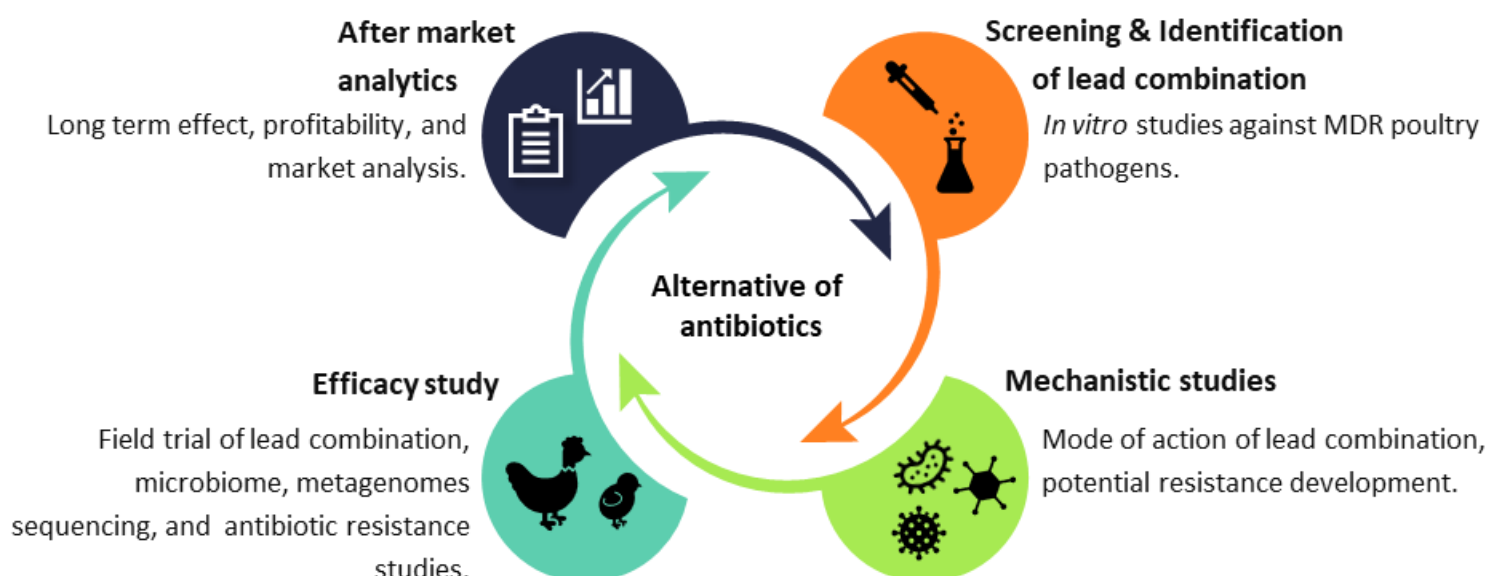 After market
analytics
Long term effect, profitability, and
market analysis.
Screening & Identification
of lead combination
In vitro studies against MDR poultry
pathogens.
Alternative of
antibiotics
Efficacy study
Field trial of lead combination,
microbiome, metagenomes
sequencing, and antibiotic resistance
studies.
Mechanistic studies
Mode of action of lead combination,
potential resistance development.